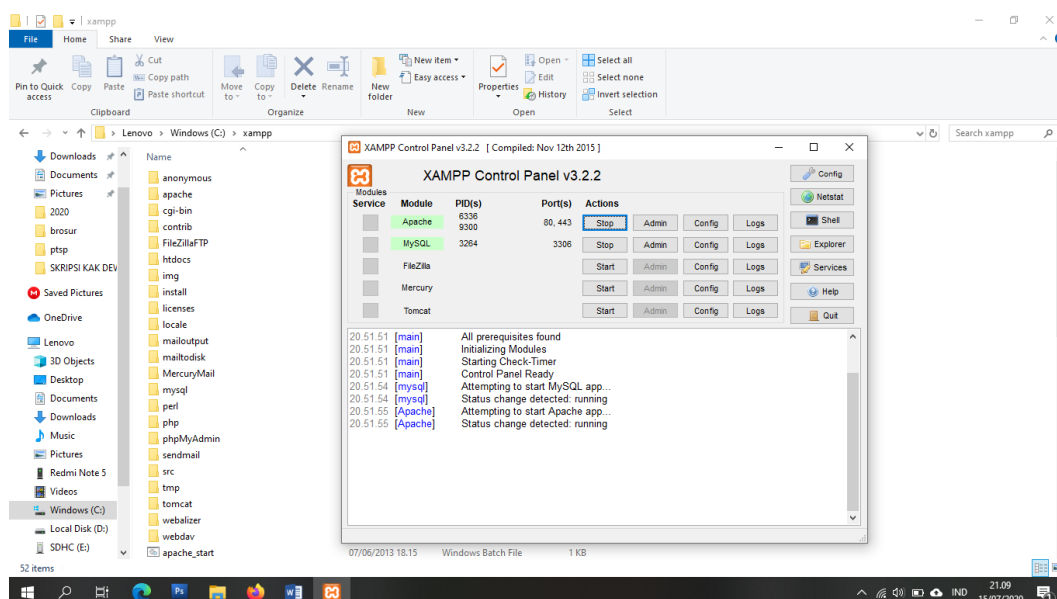 xampp
File Home Share View
Pin to Quick access
Copy
Paste
Cut
Copy path
Paste shortcut
Clipboard
Move to
Copy to
Delete
Rename
Organize
New folder
New item
Easy access
New
Properties
Open
Edit
History
Open
Select all
Select none
Invert selection
Select
Lenovo > Windows (C:) > xampp
Search xampp
Downloads
Documents
Pictures
2020
brosur
ptsp
SKRIPSI KAK DEV
Saved Pictures
OneDrive
Lenovo
3D Objects
Desktop
Documents
Downloads
Music
Pictures
Redmi Note 5
Videos
Windows (C:)
Local Disk (D:)
SDHC (E:)
Name
anonymous
apache
cgi-bin
contrib
FileZillaFTP
htdocs
img
install
licenses
locale
mailoutput
mailtodisk
MercuryMail
mysql
perl
php
phpMyAdmin
sendmail
src
tmp
tomcat
webalizer
webdav
apache_start 07/06/2013 18.15 Windows Batch File 1 KB
52 items
XAMPP Control Panel v3.2.2 [ Compiled: Nov 12th 2015 ]
XAMPP Control Panel v3.2.2
Modules
Service Module PID(s) Port(s) Actions
Apache 6336 9300 80, 443 Stop Admin Config Logs
MySQL 3264 3306 Stop Admin Config Logs
FileZilla Start Admin Config Logs
Mercury Start Admin Config Logs
Tomcat Start Admin Config Logs
Config
Netstat
Shell
Explorer
Services
Help
Quit
20.51.51 [main] All prerequisites found
20.51.51 [main] Initializing Modules
20.51.51 [main] Starting Check-Timer
20.51.51 [main] Control Panel Ready
20.51.54 [mysql] Attempting to start MySQL app...
20.51.54 [mysql] Status change detected: running
20.51.55 [Apache] Attempting to start Apache app...
20.51.55 [Apache] Status change detected: running
Ps
IND
21.09
15/07/2020